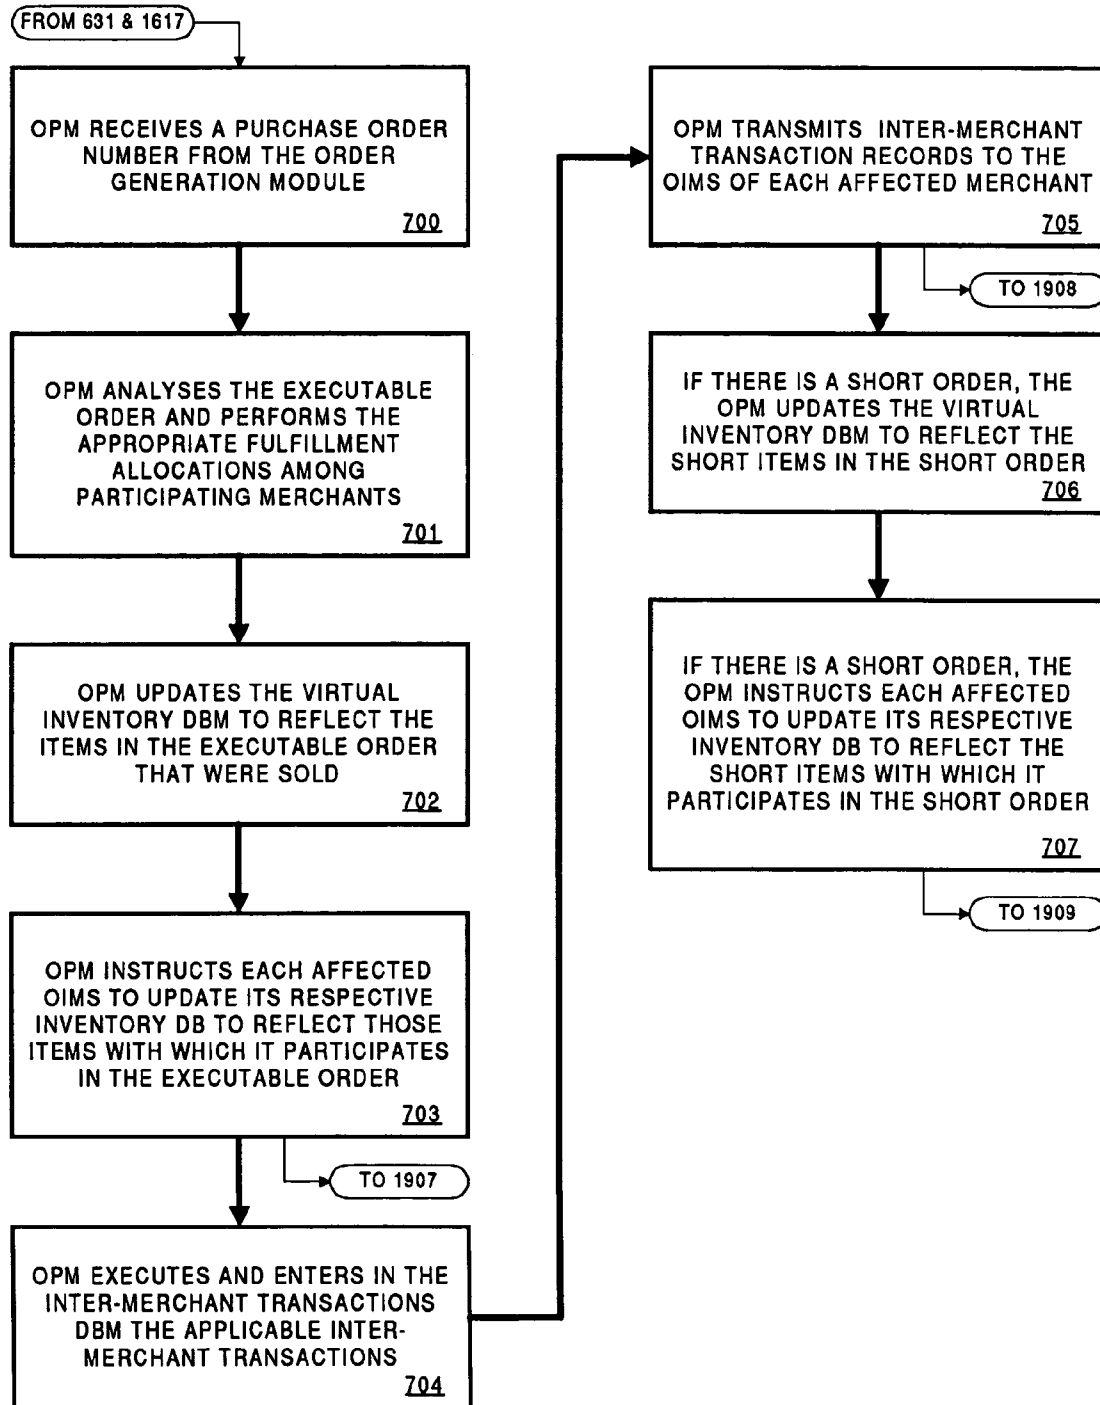 FROM 631 & 1617
OPM RECEIVES A PURCHASE ORDER
NUMBER FROM THE ORDER
GENERATION MODULE
700
OPM ANALYSES THE EXECUTABLE
ORDER AND PERFORMS THE
APPROPRIATE FULFILLMENT
ALLOCATIONS AMONG
PARTICIPATING MERCHANTS
701
OPM UPDATES THE VIRTUAL
INVENTORY DBM TO REFLECT THE
ITEMS IN THE EXECUTABLE ORDER
THAT WERE SOLD
702
OPM INSTRUCTS EACH AFFECTED
OIMS TO UPDATE ITS RESPECTIVE
INVENTORY DB TO REFLECT THOSE
ITEMS WITH WHICH IT PARTICIPATES
IN THE EXECUTABLE ORDER
703
TO 1907
OPM EXECUTES AND ENTERS IN THE
INTER-MERCHANT TRANSACTIONS
DBM THE APPLICABLE INTER-
MERCHANT TRANSACTIONS
704
OPM TRANSMITS INTER-MERCHANT
TRANSACTION RECORDS TO THE
OIMS OF EACH AFFECTED MERCHANT
705
TO 1908
IF THERE IS A SHORT ORDER, THE
OPM UPDATES THE VIRTUAL
INVENTORY DBM TO REFLECT THE
SHORT ITEMS IN THE SHORT ORDER
706
IF THERE IS A SHORT ORDER, THE
OPM INSTRUCTS EACH AFFECTED
OIMS TO UPDATE ITS RESPECTIVE
INVENTORY DB TO REFLECT THE
SHORT ITEMS WITH WHICH IT
PARTICIPATES IN THE SHORT ORDER
707
TO 1909